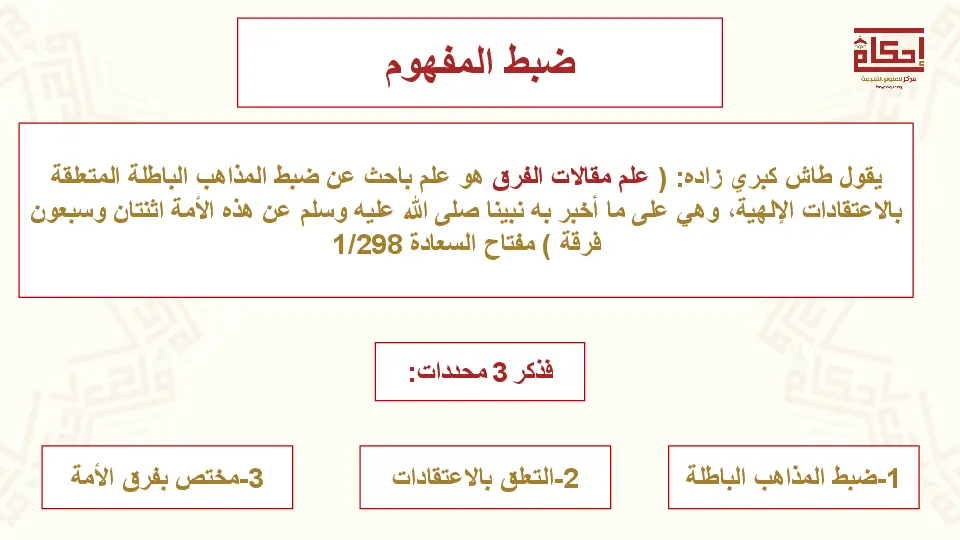 ضبط المفهوم
إحكام
مركز للعلوم الشرعية
يقول طاش كبري زاده: ( علم مقالات الفرق هو علم باحث عن ضبط المذاهب الباطلة المتعلقة
بالاعتقادات الإلهية، وهي على ما أخبر به نبينا صلى الله عليه وسلم عن هذه الأمة اثنتان وسبعون
فرقة ) مفتاح السعادة 1/298
فذكر 3 محددات:
1-ضبط المذاهب الباطلة
2-التعلق بالاعتقادات
3-مختص بفرق الأمة